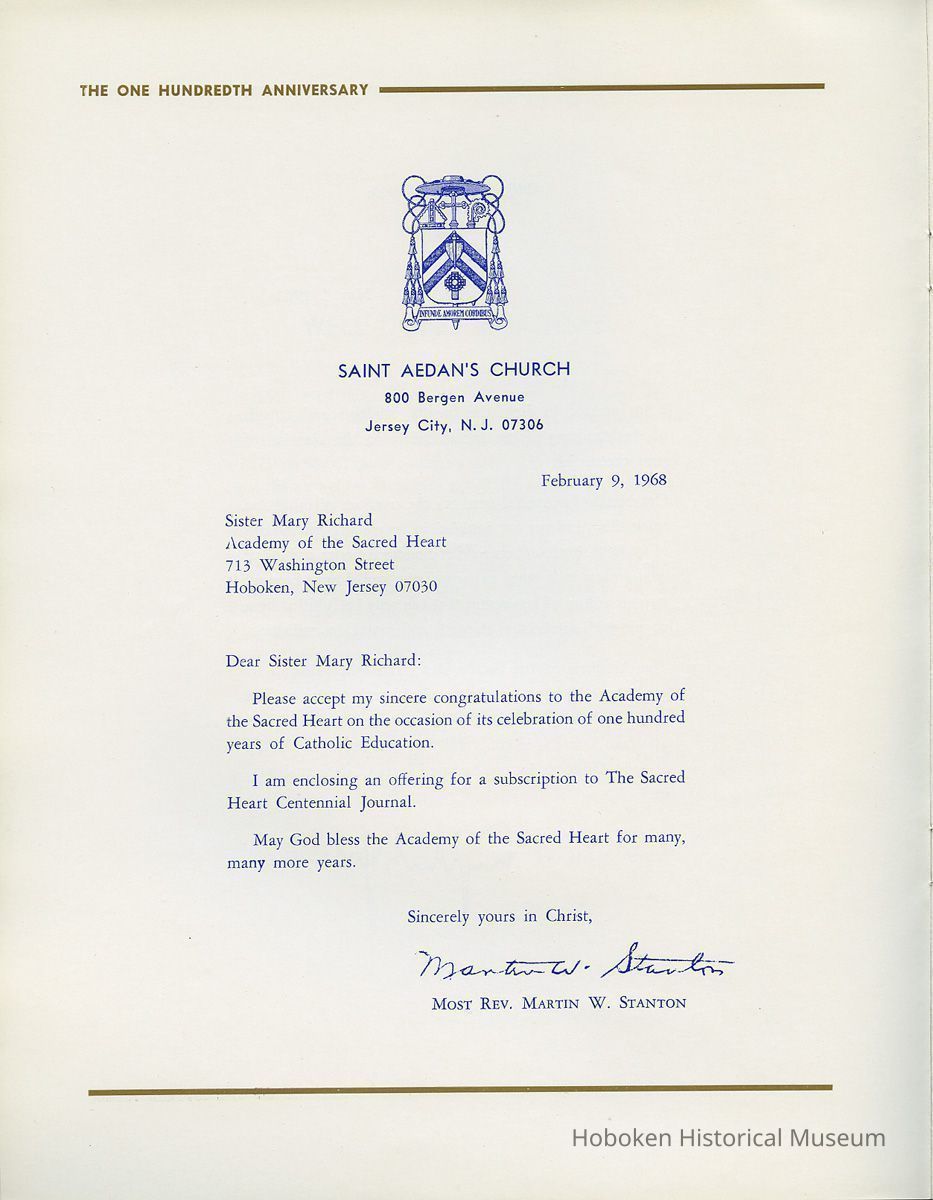 THE ONE HUNDREDTH ANNIVERSARY
INFUNDE AMOREM CORDIBUS
SAINT AEDAN'S CHURCH
800 Bergen Avenue
Jersey City, N. J. 07306
February 9, 1968
Sister Mary Richard
Academy of the Sacred Heart
713 Washington Street
Hoboken, New Jersey 07030
Dear Sister Mary Richard:
Please accept my sincere congratulations to the Academy of
the Sacred Heart on the occasion of its celebration of one hundred
years of Catholic Education.
I am enclosing an offering for a subscription to The Sacred
Heart Centennial Journal.
May God bless the Academy of the Sacred Heart for many,
many more years.
Sincerely yours in Christ,
Martin W. Stanton
MOST REV. MARTIN W. STANTON
Hoboken Historical Museum